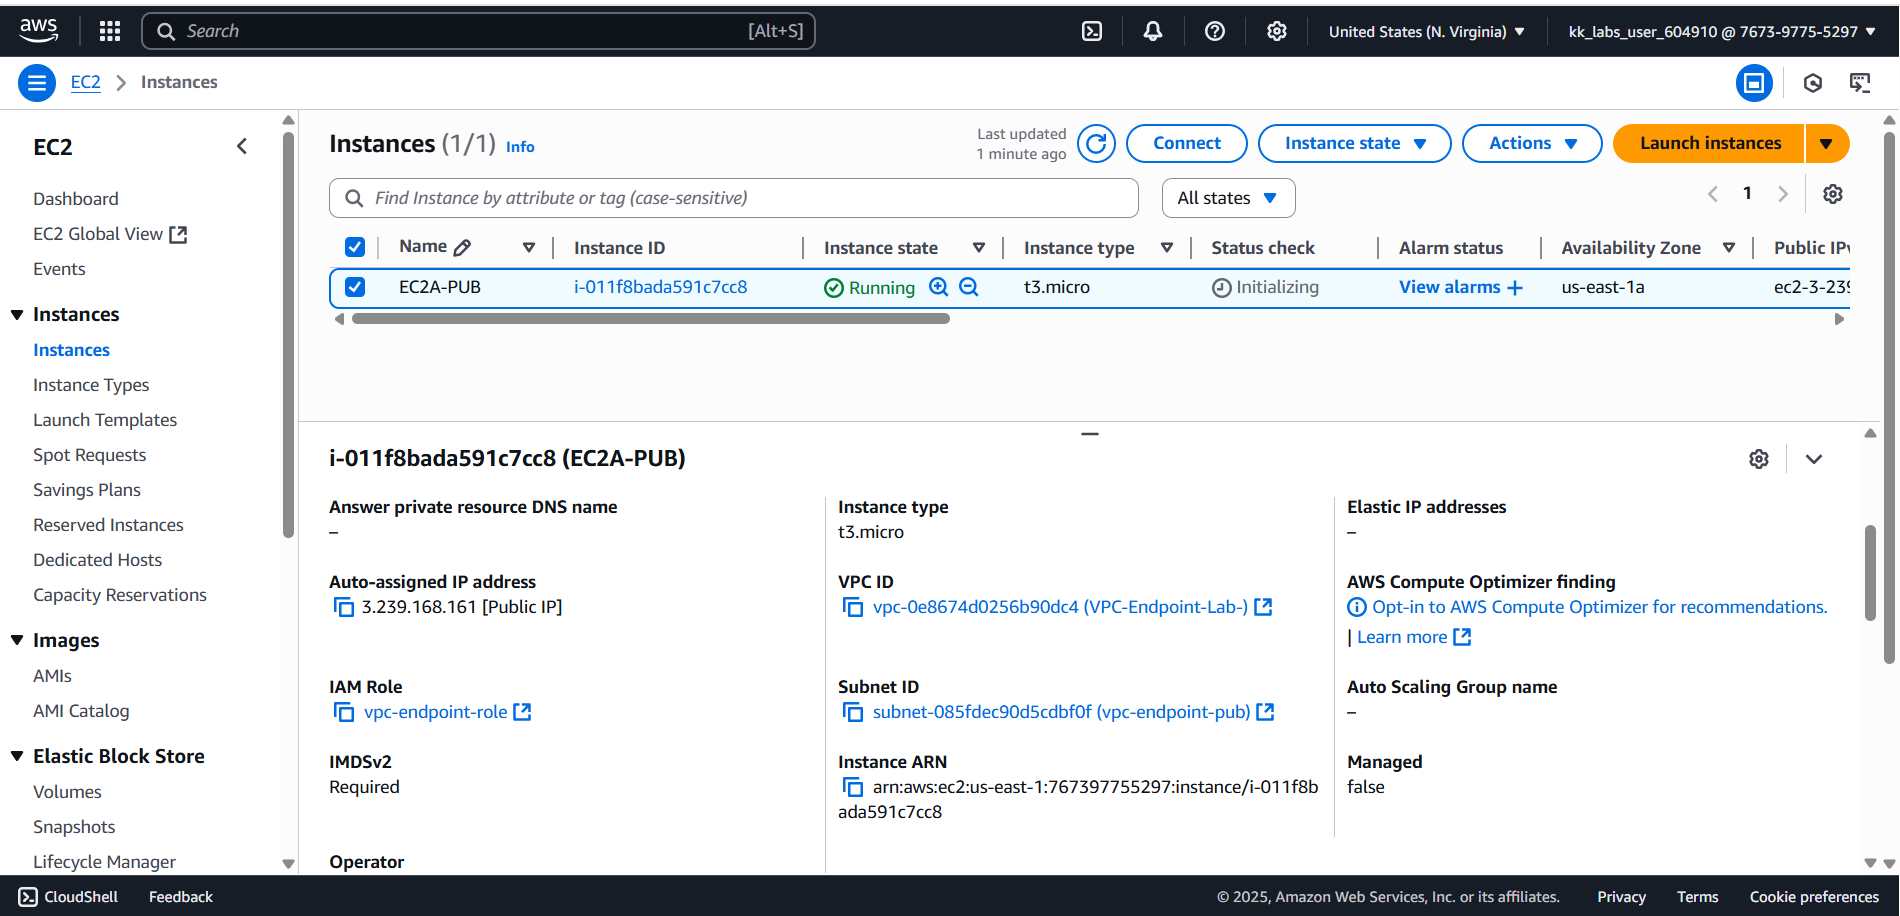 aws
Search [Alt+S]
United States (N. Virginia)
kk_labs_user_604910 @ 7673-9775-5297
EC2
Instances
EC2
Dashboard
EC2 Global View
Events
Instances
Instances
Instance Types
Launch Templates
Spot Requests
Savings Plans
Reserved Instances
Dedicated Hosts
Capacity Reservations
Images
AMIs
AMI Catalog
Elastic Block Store
Volumes
Snapshots
Lifecycle Manager
Instances (1/1) Info
Last updated
1 minute ago
Connect
Instance state
Actions
Launch instances
Find Instance by attribute or tag (case-sensitive)
All states
1
Name Instance ID Instance state Instance type Status check Alarm status Availability Zone Public IPv
EC2A-PUB i-011f8bada591c7cc8 Running t3.micro Initializing View alarms + us-east-1a ec2-3-239
i-011f8bada591c7cc8 (EC2A-PUB)
Answer private resource DNS name
–
Instance type
t3.micro
Elastic IP addresses
–
Auto-assigned IP address
3.239.168.161 [Public IP]
VPC ID
vpc-0e8674d0256b90dc4 (VPC-Endpoint-Lab-)
AWS Compute Optimizer finding
Opt-in to AWS Compute Optimizer for recommendations.
| Learn more
IAM Role
vpc-endpoint-role
Subnet ID
subnet-085fdec90d5cdbf0f (vpc-endpoint-pub)
Auto Scaling Group name
–
IMDSv2
Required
Instance ARN
arn:aws:ec2:us-east-1:767397755297:instance/i-011f8b
ada591c7cc8
Managed
false
Operator
CloudShell Feedback
© 2025, Amazon Web Services, Inc. or its affiliates. Privacy Terms Cookie preferences